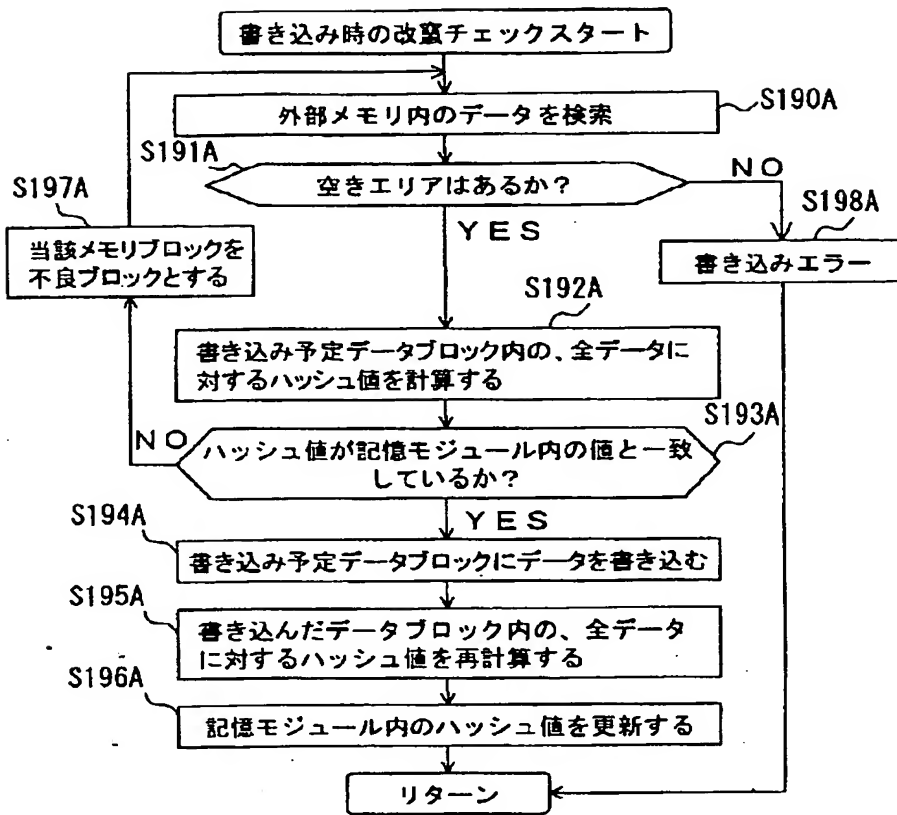 書き込み時の改竄チェックスタート
S190A
外部メモリ内のデータを検索
S191A
空きエリアはあるか？
NO
S197A
当該メモリブロックを
不良ブロックとする
YES
S198A
書き込みエラー
S192A
書き込み予定データブロック内の、全データに
対するハッシュ値を計算する
S193A
NO
ハッシュ値が記憶モジュール内の値と一致
しているか？
YES
S194A
書き込み予定データブロックにデータを書き込む
S195A
書き込んだデータブロック内の、全データ
に対するハッシュ値を再計算する
S196A
記憶モジュール内のハッシュ値を更新する
リターン